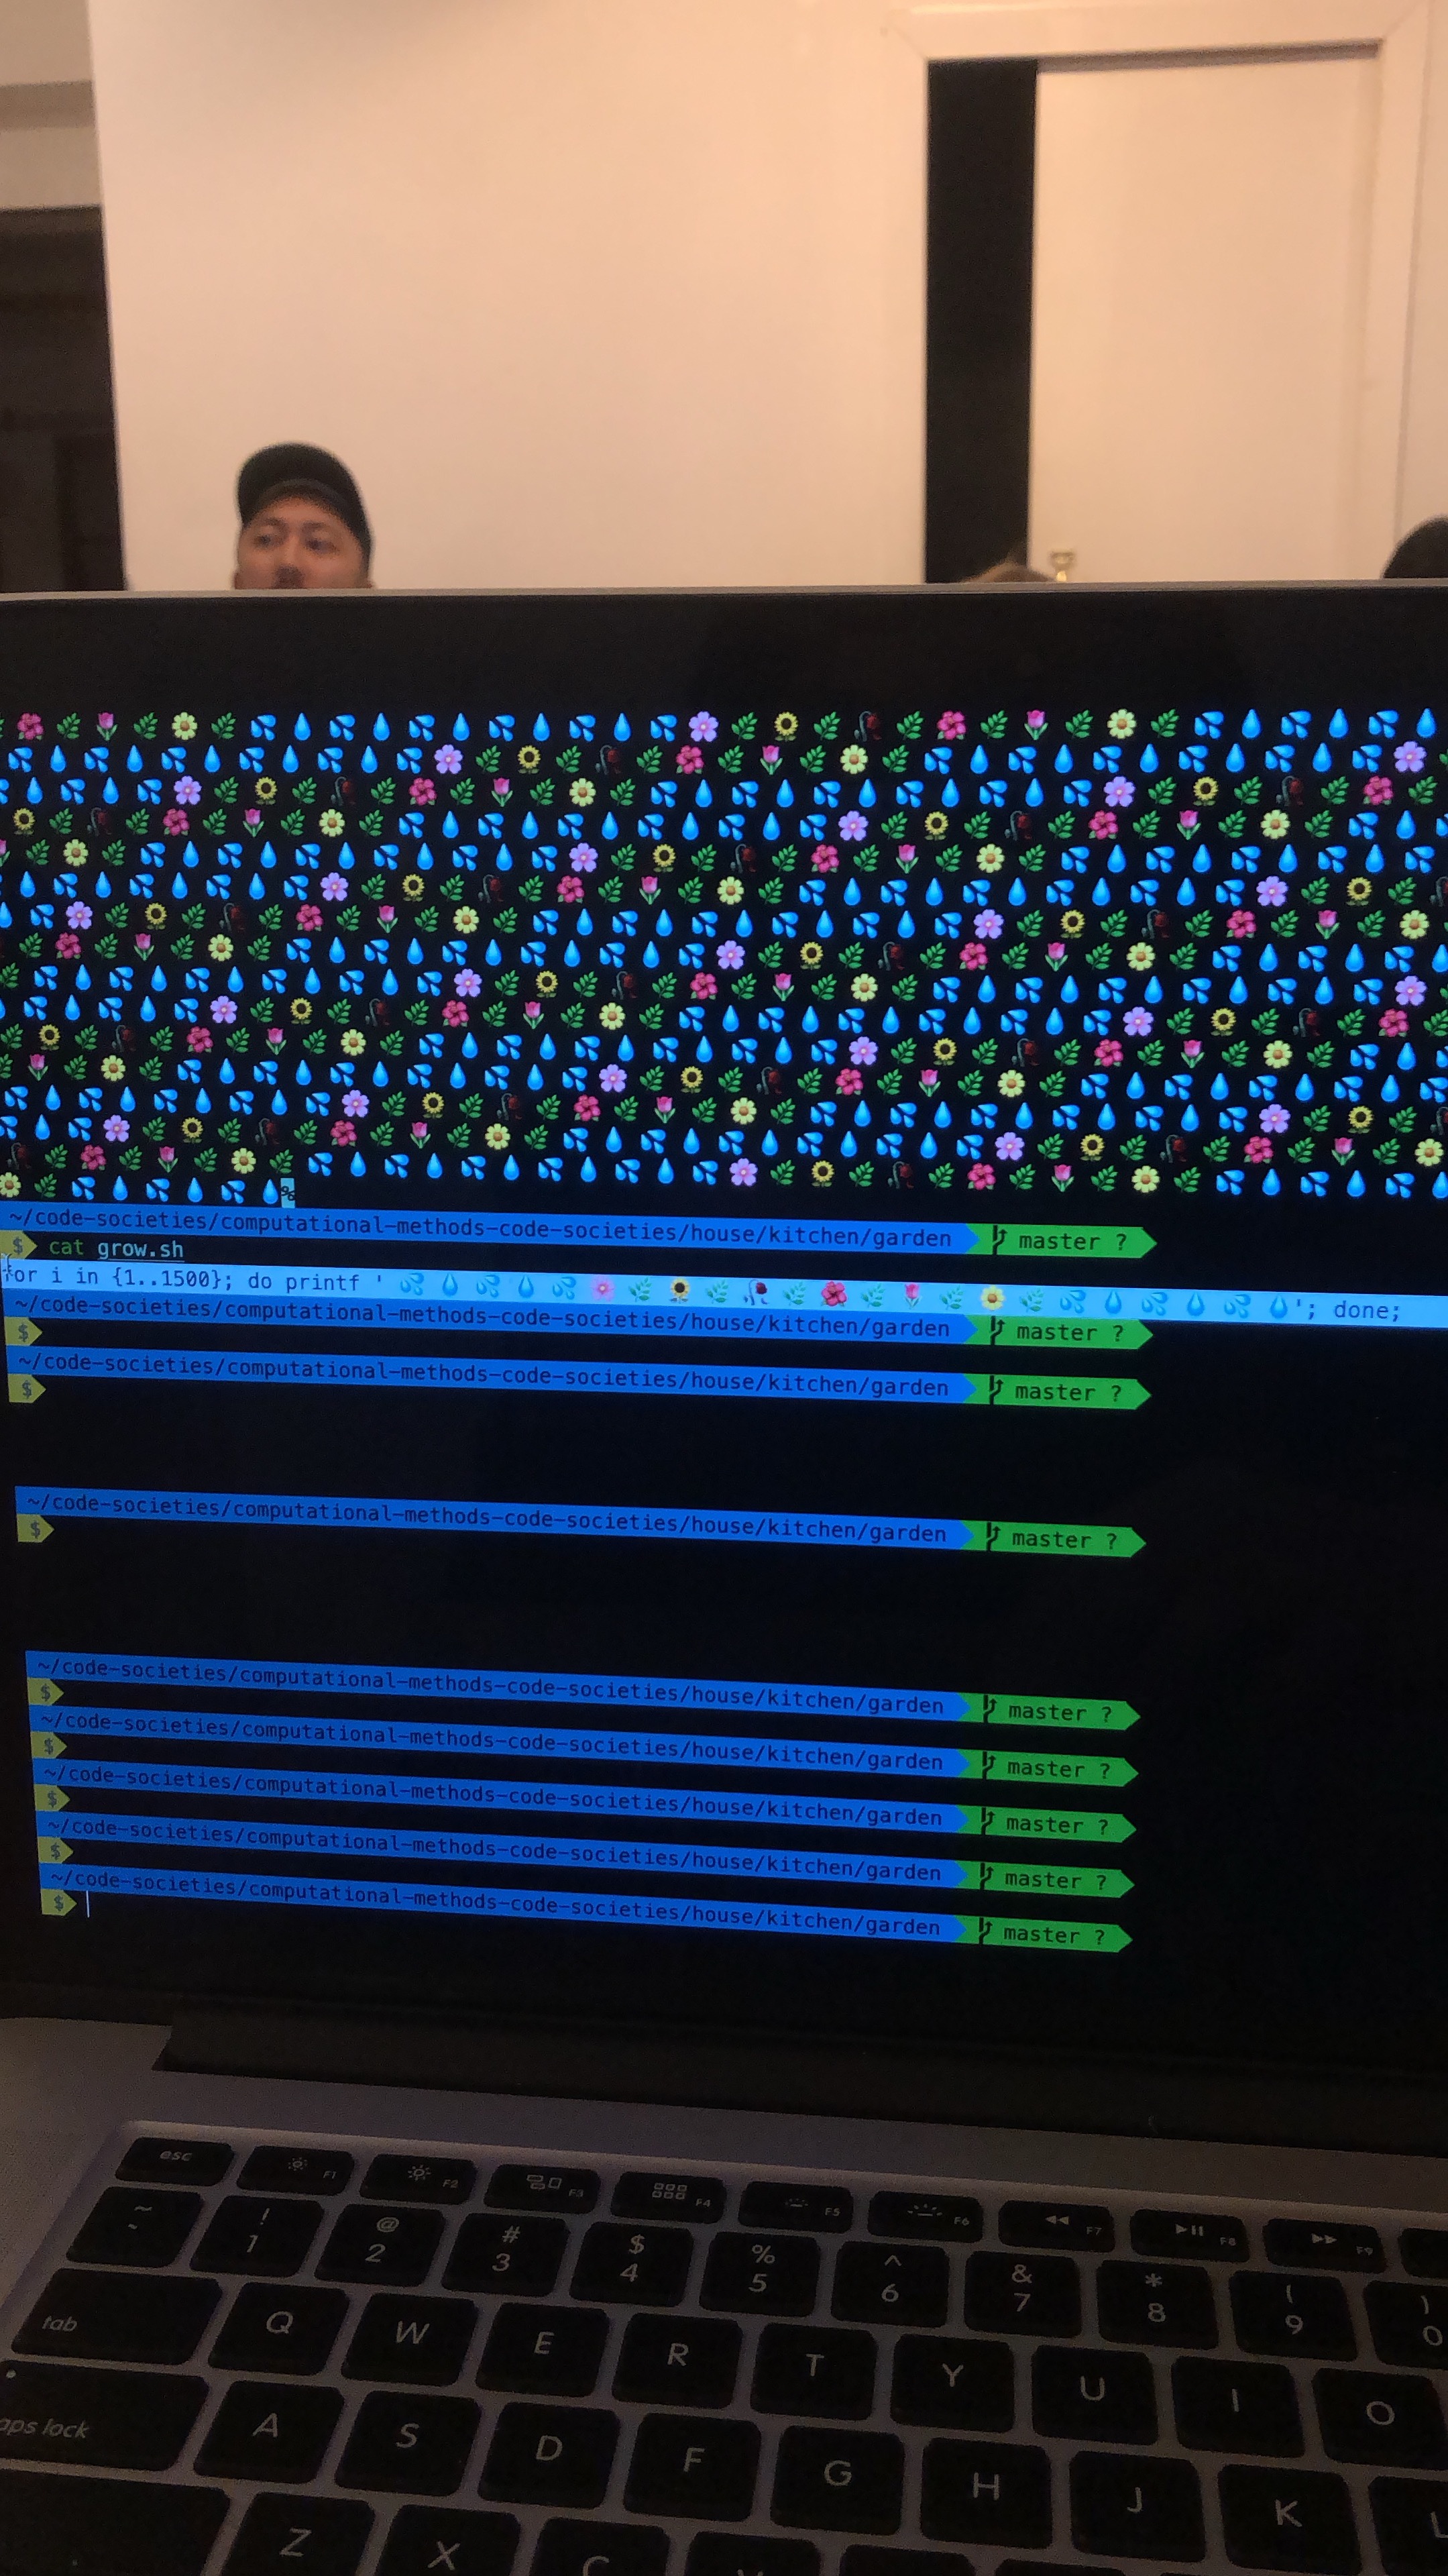 %
~/code-societies/computational-methods-code-societies/house/kitchen/garden master ?
$ cat grow.sh
for i in {1..1500}; do printf ' 💦 💧 💦 💧 💦 🌸 🌿 🌻 🌿 🥀 🌿 🌺 🌿 🌷 🌿 🌼 🌿 💦 💧 💦 💧 💦 💧'; done;
~/code-societies/computational-methods-code-societies/house/kitchen/garden master ?
$
~/code-societies/computational-methods-code-societies/house/kitchen/garden master ?
$
~/code-societies/computational-methods-code-societies/house/kitchen/garden master ?
$
~/code-societies/computational-methods-code-societies/house/kitchen/garden master ?
$
~/code-societies/computational-methods-code-societies/house/kitchen/garden master ?
$
~/code-societies/computational-methods-code-societies/house/kitchen/garden master ?
$
~/code-societies/computational-methods-code-societies/house/kitchen/garden master ?
$
~/code-societies/computational-methods-code-societies/house/kitchen/garden master ?
$
esc F1 F2 F3 F4 F5 F6 F7 F8 F9
~ ! @ # $ % ^ & * ( )
1 2 3 4 5 6 7 8 9 0
tab Q W E R T Y U I O
aps lock A S D F G H J K L
Z X C